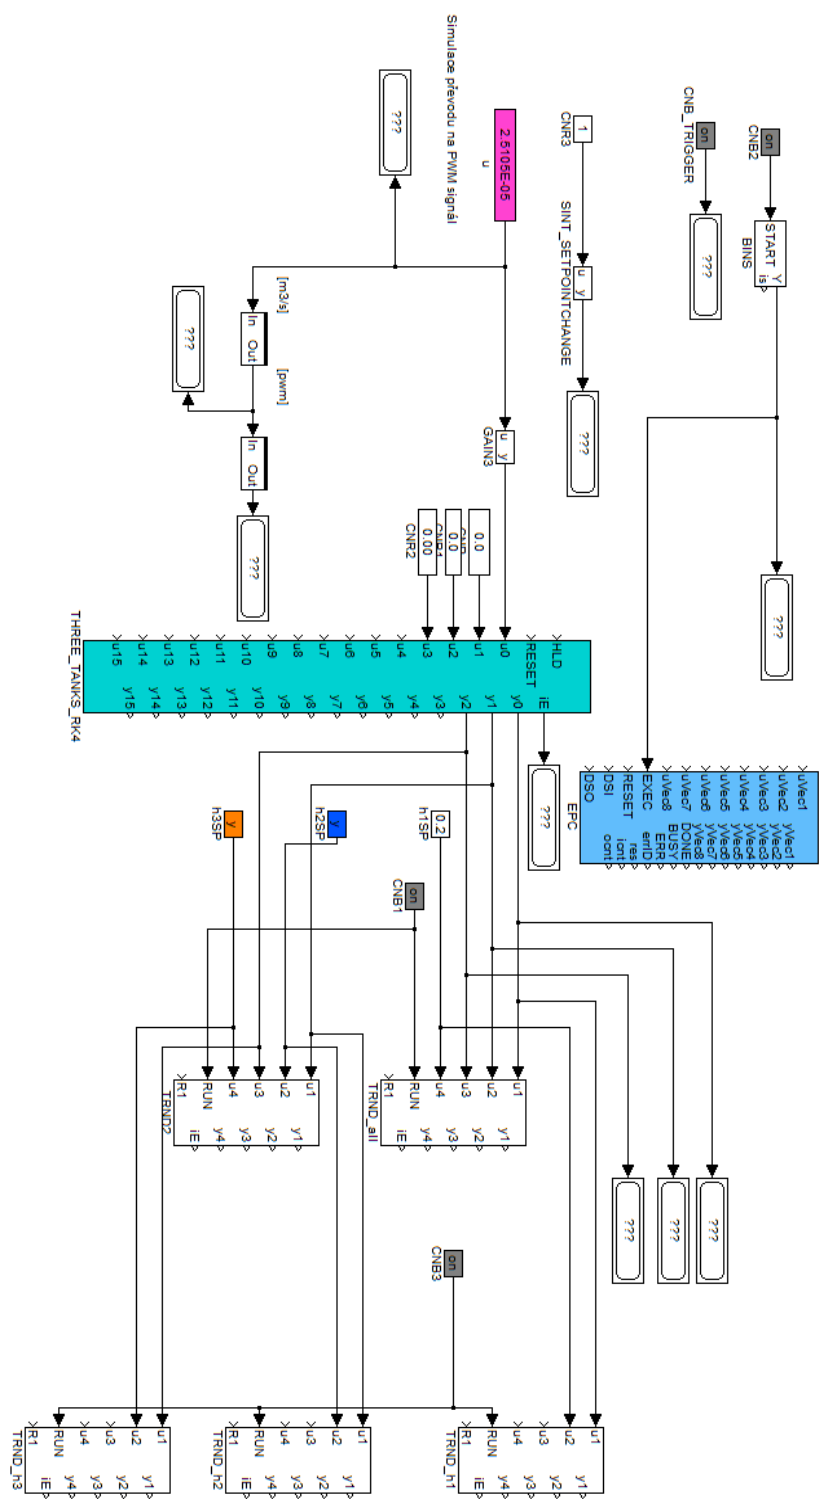 CNB2
on
START Y
is
BINS
???
uVec1
uVec2
uVec3
uVec4
uVec5
uVec6
uVec7
uVec8
EXEC
RESET
DSI
DSO
yVec1
yVec2
yVec3
yVec4
yVec5
yVec6
yVec7
yVec8
DONE
BUSY
ERR
errID
res
icnt
ocnt
EPC
CNB_TRIGGER
on
???
???
???
???
1
CNR3
u y
SINT_SETPOINTCHANGE
???
2.5105E-05
u
u y
GAIN3
0.0
0.0
0.00
CNR2
HLD
RESET
u0
u1
u2
u3
u4
u5
u6
u7
u8
u9
u10
u11
u12
u13
u14
u15
iE
y0
y1
y2
y3
y4
y5
y6
y7
y8
y9
y10
y11
y12
y13
y14
y15
THREE_TANKS_RK4
???
Simulace převodu na PWM signál
???
[m3/s]
In Out
[pwm]
???
In Out
???
0.2
h1SP
y
h2SP
y
h3SP
on
CNB1
u1
u2
u3
u4
RUN
R1
y1
y2
y3
y4
iE
TRND_all
u1
u2
u3
u4
RUN
R1
y1
y2
y3
y4
iE
TRND2
on
CNB3
u1
u2
u3
u4
RUN
R1
y1
y2
y3
y4
iE
TRND_h1
u1
u2
u3
u4
RUN
R1
y1
y2
y3
y4
iE
TRND_h2
u1
u2
u3
u4
RUN
R1
y1
y2
y3
y4
iE
TRND_h3